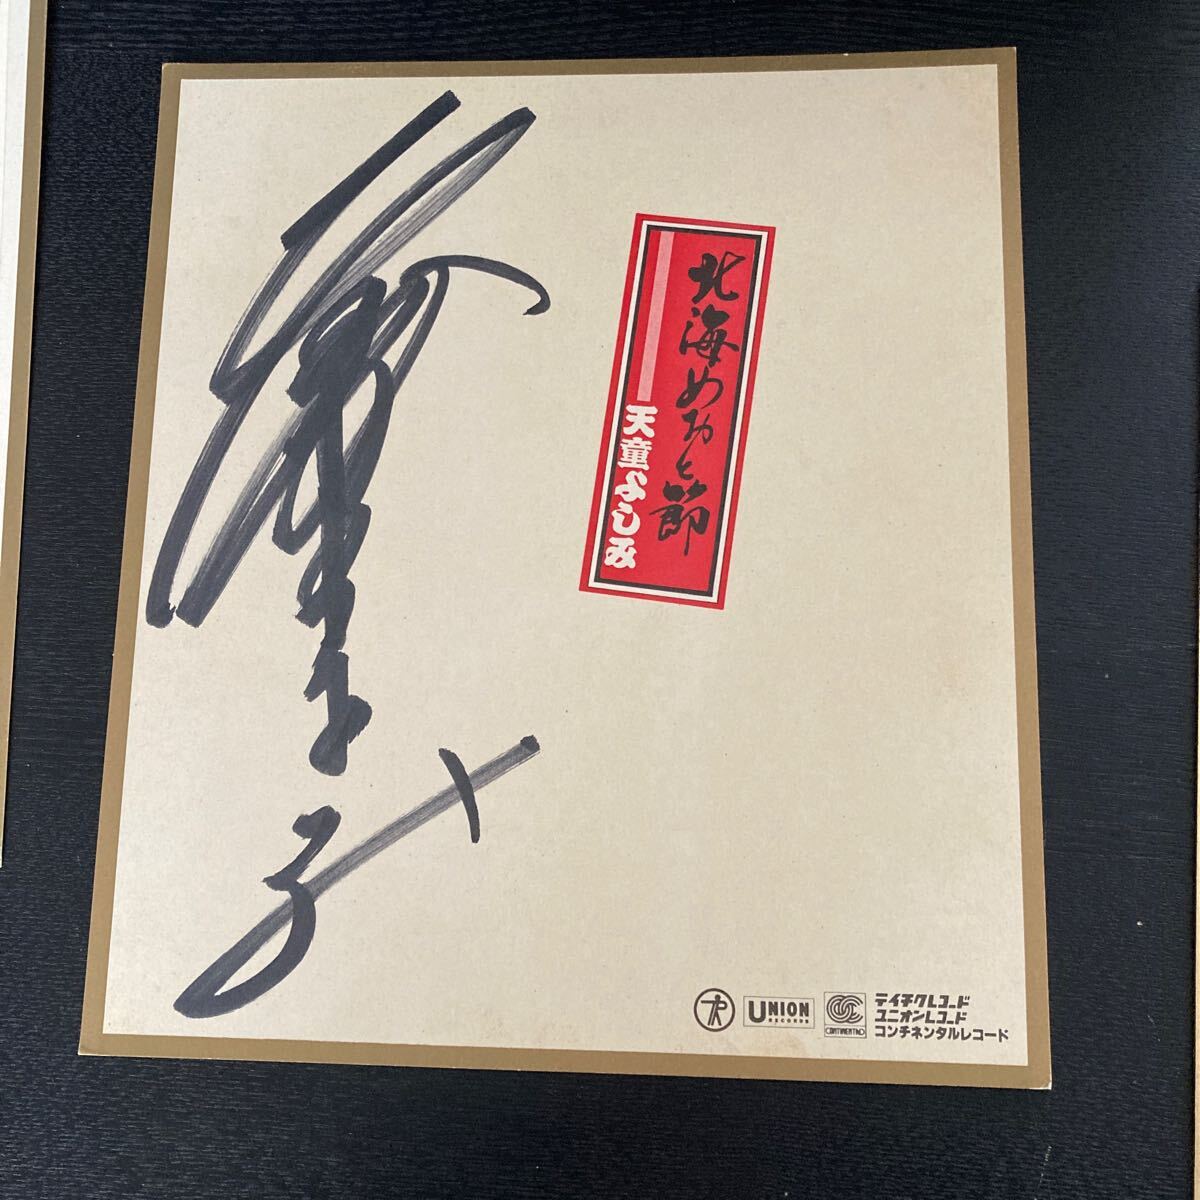 北海めおと節
天童よしみ
UNION
RECORDS
CONTINENTAL
テイチクレコード
ユニオンレコード
コンチネンタルレコード